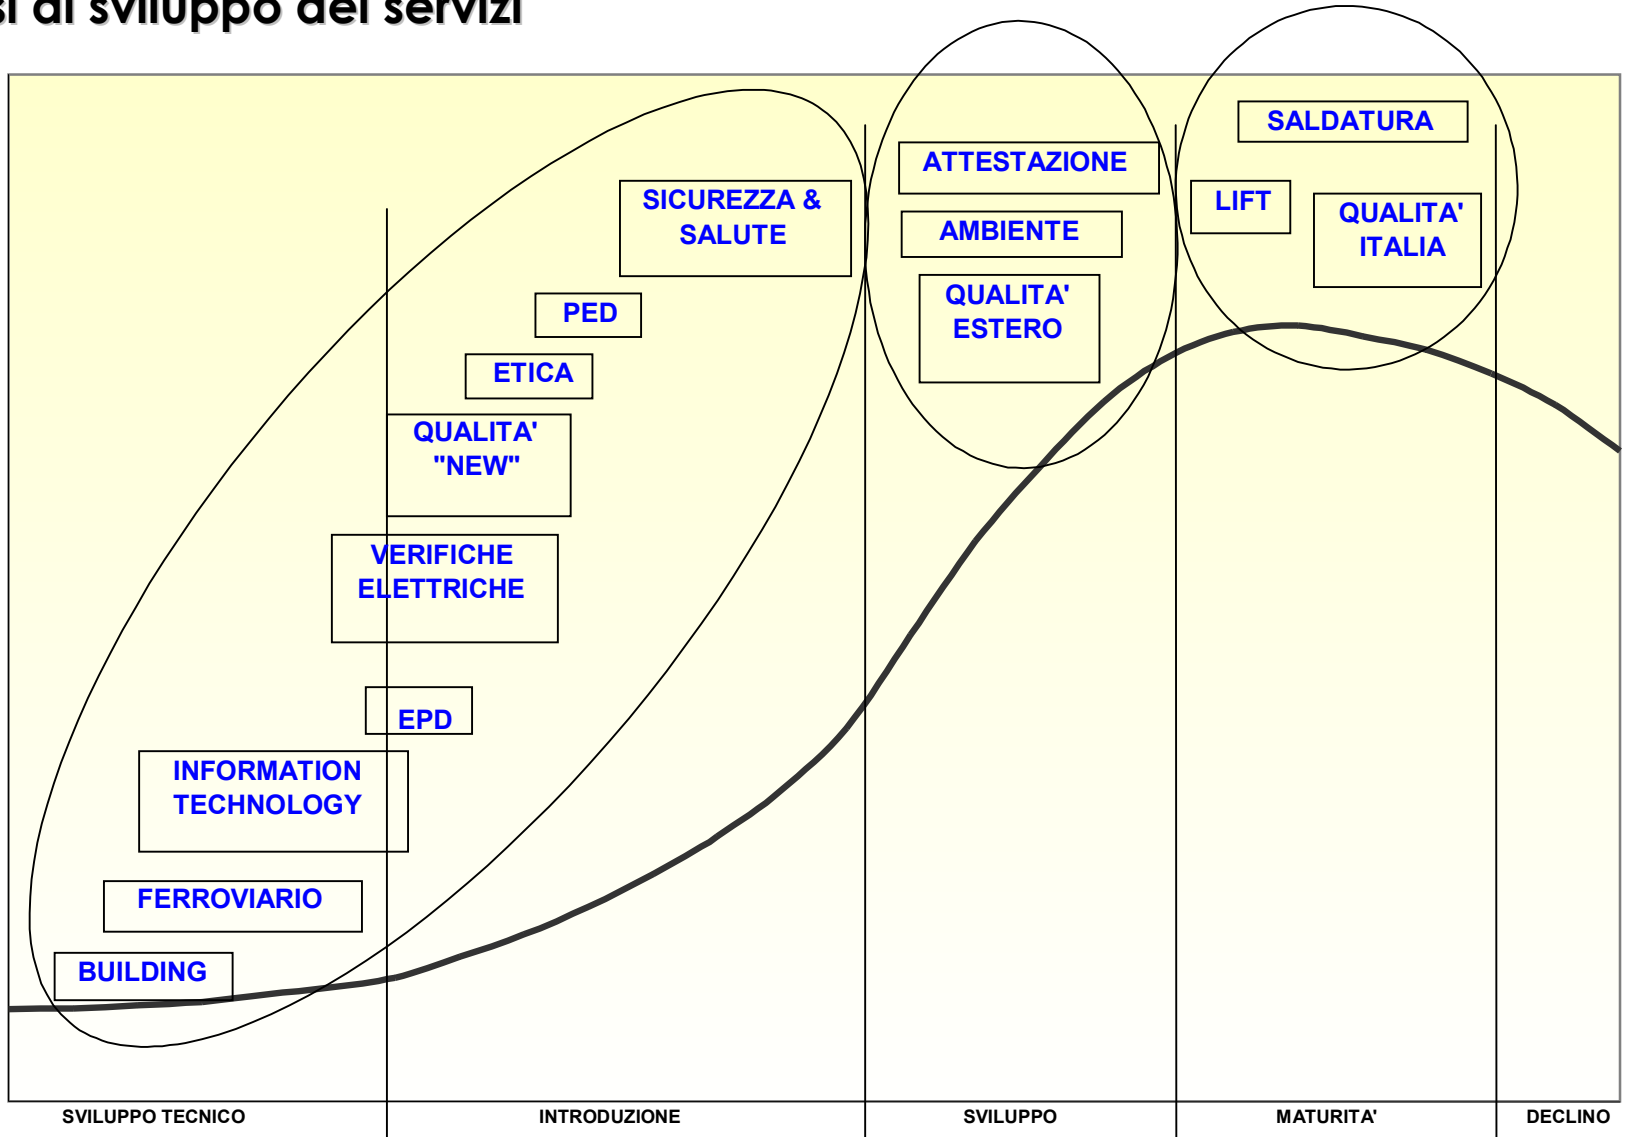 si di sviluppo dei servizi
SALDATURA
ATTESTAZIONE
SICUREZZA &
SALUTE
LIFT
QUALITA'
ITALIA
AMBIENTE
QUALITA'
ESTERO
PED
ETICA
QUALITA'
"NEW"
VERIFICHE
ELETTRICHE
EPD
INFORMATION
TECHNOLOGY
FERROVIARIO
BUILDING
SVILUPPO TECNICO
INTRODUZIONE
SVILUPPO
MATURITA'
DECLINO